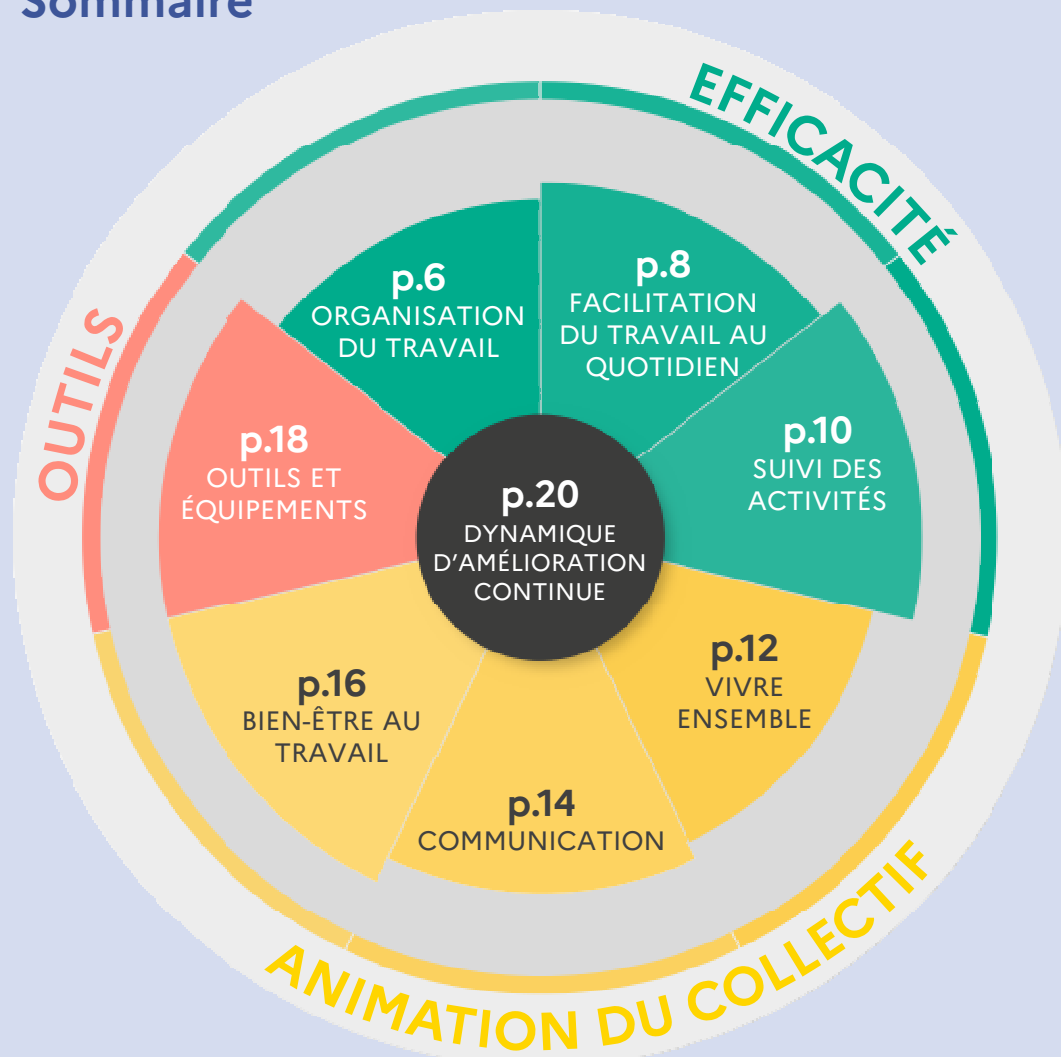 Sommaire
EFFICACITÉ
p.6
ORGANISATION
DU TRAVAIL
p.8
FACILITATION
DU TRAVAIL AU
QUOTIDIEN
p.10
SUIVI DES
ACTIVITÉS
ANIMATION DU COLLECTIF
p.12
VIVRE
ENSEMBLE
p.14
COMMUNICATION
p.16
BIEN-ÊTRE AU
TRAVAIL
OUTILS
p.18
OUTILS ET
ÉQUIPEMENTS
p.20
DYNAMIQUE
D’AMÉLIORATION
CONTINUE